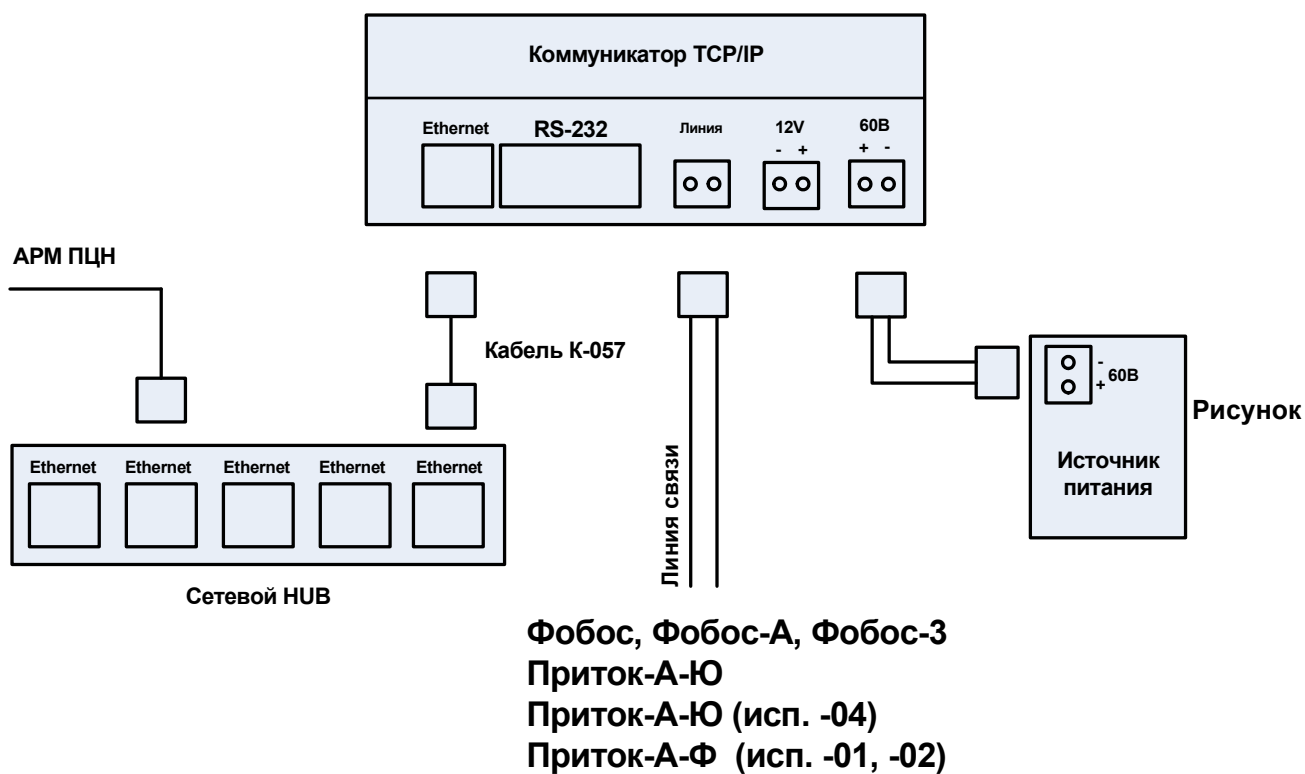 Коммуникатор TCP/IP
Ethernet
RS-232
Линия
12V
- +
60В
+ -
АРМ ПЦН
Кабель К-057
- 60В
+
Рисунок
Источник
питания
Линия связи
Ethernet Ethernet Ethernet Ethernet Ethernet
Сетевой HUB
Фобос, Фобос-А, Фобос-3
Приток-А-Ю
Приток-А-Ю (исп. -04)
Приток-А-Ф (исп. -01, -02)